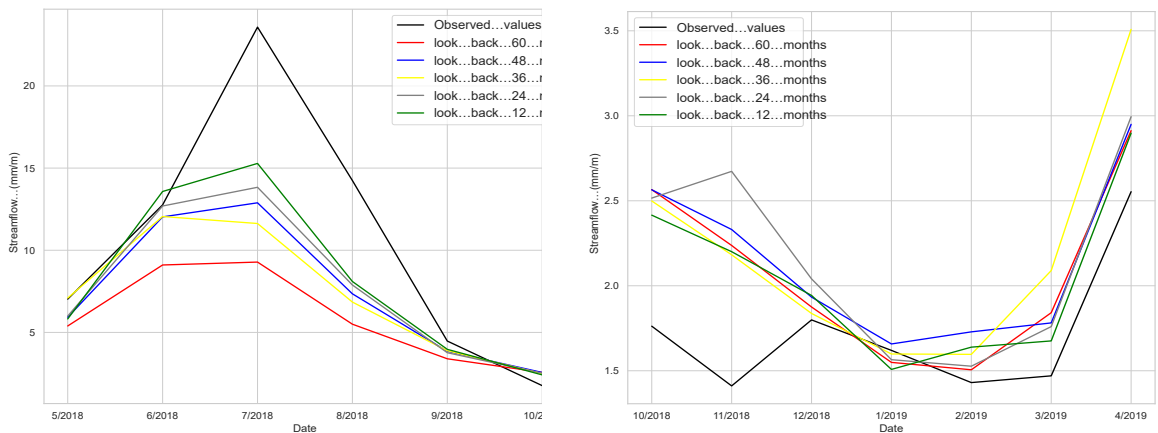 Observed…values
look…back…60…m
look…back…48…m
look…back…36…m
look…back…24…m
look…back…12…m
20
15
10
5
Streamflow…(mm/m)
5/2018
6/2018
7/2018
8/2018
9/2018
10/2
Date
Observed…values
look…back…60…months
look…back…48…months
look…back…36…months
look…back…24…months
look…back…12…months
3.5
3.0
2.5
2.0
1.5
Streamflow…(mm/m)
10/2018
11/2018
12/2018
1/2019
2/2019
3/2019
4/2019
Date